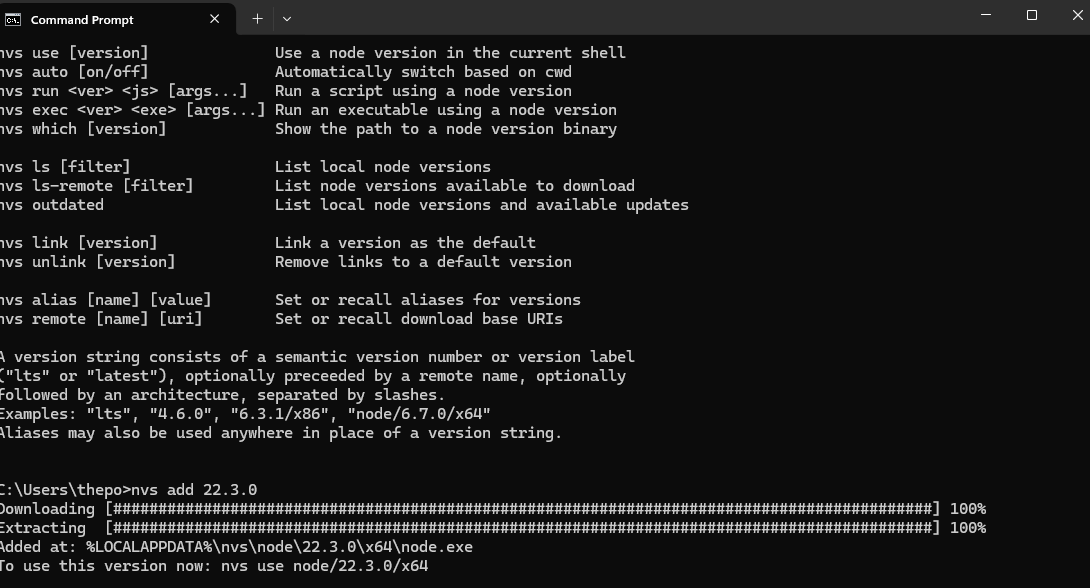 Command Prompt
nvs use [version] Use a node version in the current shell
nvs auto [on/off] Automatically switch based on cwd
nvs run <ver> <js> [args...] Run a script using a node version
nvs exec <ver> <exe> [args...] Run an executable using a node version
nvs which [version] Show the path to a node version binary
nvs ls [filter] List local node versions
nvs ls-remote [filter] List node versions available to download
nvs outdated List local node versions and available updates
nvs link [version] Link a version as the default
nvs unlink [version] Remove links to a default version
nvs alias [name] [value] Set or recall aliases for versions
nvs remote [name] [uri] Set or recall download base URIs
A version string consists of a semantic version number or version label
("lts" or "latest"), optionally preceeded by a remote name, optionally
followed by an architecture, separated by slashes.
Examples: "lts", "4.6.0", "6.3.1/x86", "node/6.7.0/x64"
Aliases may also be used anywhere in place of a version string.
C:\Users\thepo>nvs add 22.3.0
Downloading [###########################################################################################] 100%
Extracting [###########################################################################################] 100%
Added at: %LOCALAPPDATA%\nvs\node\22.3.0\x64\node.exe
To use this version now: nvs use node/22.3.0/x64